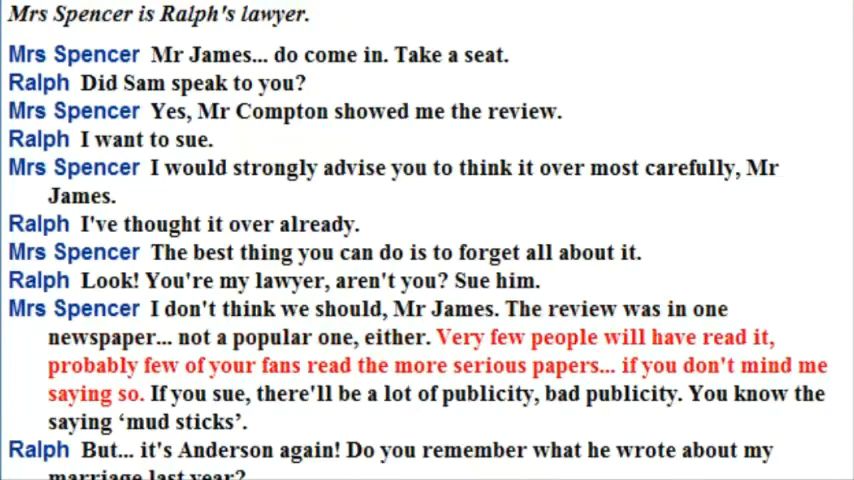 Mrs Spencer is Ralph's lawyer.
Mrs Spencer Mr James... do come in. Take a seat.
Ralph Did Sam speak to you?
Mrs Spencer Yes, Mr Compton showed me the review.
Ralph I want to sue.
Mrs Spencer I would strongly advise you to think it over most carefully, Mr
James.
Ralph I've thought it over already.
Mrs Spencer The best thing you can do is to forget all about it.
Ralph Look! You're my lawyer, aren't you? Sue him.
Mrs Spencer I don't think we should, Mr James. The review was in one
newspaper... not a popular one, either. Very few people will have read it,
probably few of your fans read the more serious papers... if you don't mind me
saying so. If you sue, there'll be a lot of publicity, bad publicity. You know the
saying ‘mud sticks’.
Ralph But... it's Anderson again! Do you remember what he wrote about my
marriage last year?